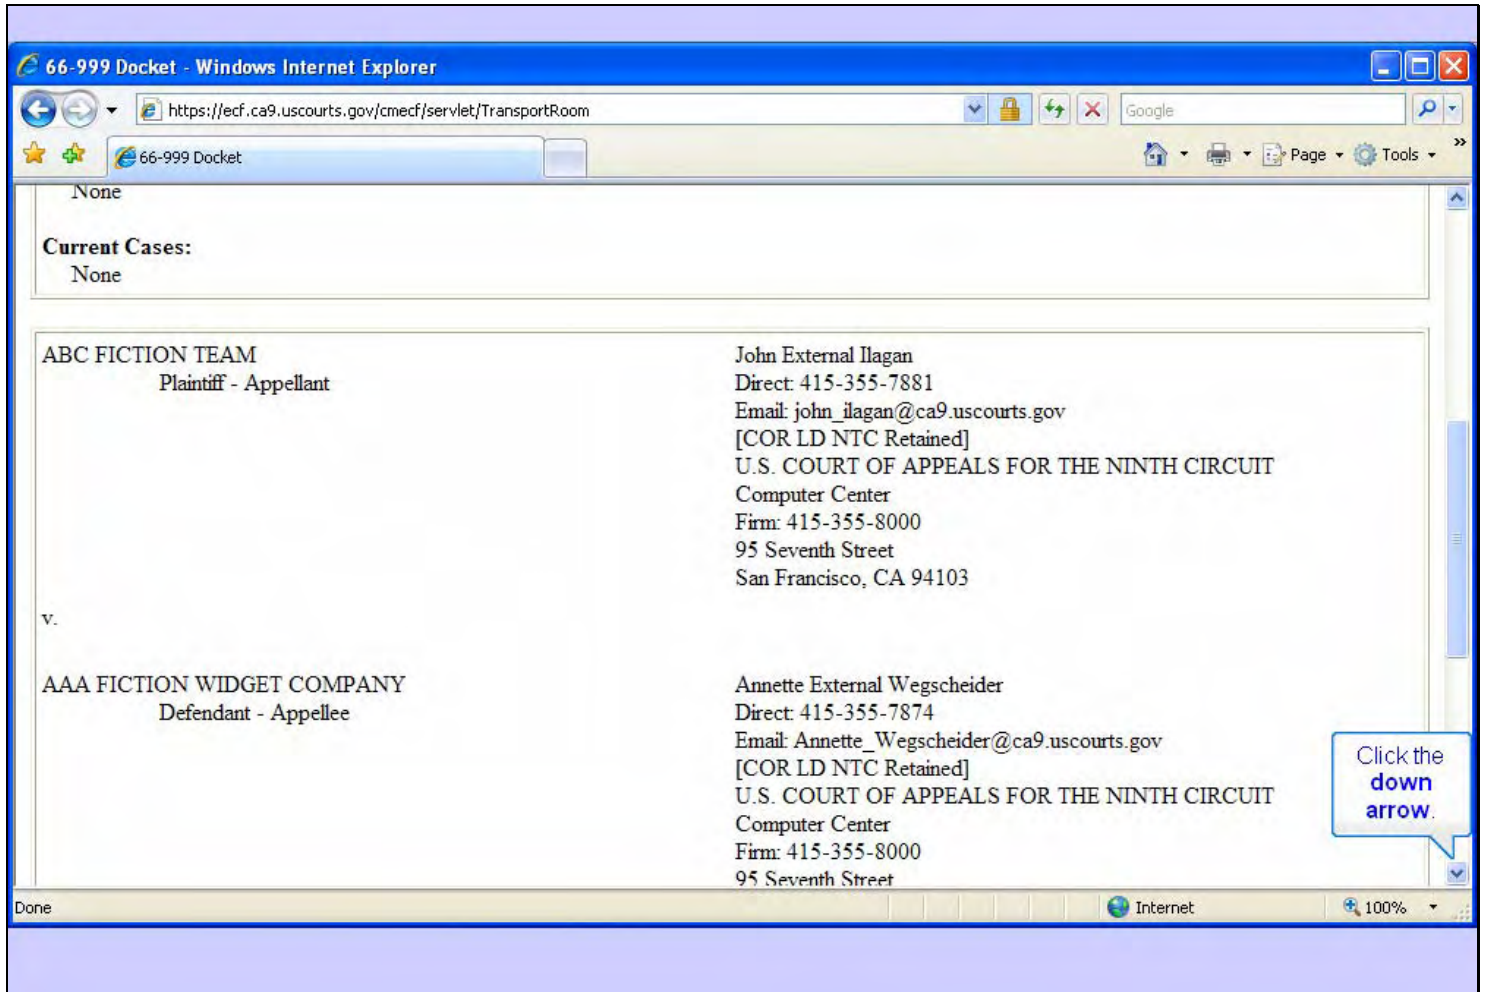 66-999 Docket - Windows Internet Explorer
https://ecf.ca9.uscourts.gov/cmecf/servlet/TransportRoom
Google
66-999 Docket
Page
Tools
None
Current Cases:
None
ABC FICTION TEAM
Plaintiff - Appellant
John External Ilagan
Direct: 415-355-7881
Email: john_ilagan@ca9.uscourts.gov
[COR LD NTC Retained]
U.S. COURT OF APPEALS FOR THE NINTH CIRCUIT
Computer Center
Firm: 415-355-8000
95 Seventh Street
San Francisco, CA 94103
v.
AAA FICTION WIDGET COMPANY
Defendant - Appellee
Annette External Wegscheider
Direct: 415-355-7874
Email: Annette_Wegscheider@ca9.uscourts.gov
[COR LD NTC Retained]
U.S. COURT OF APPEALS FOR THE NINTH CIRCUIT
Computer Center
Firm: 415-355-8000
95 Seventh Street
Click the
down
arrow.
Done
Internet
100%